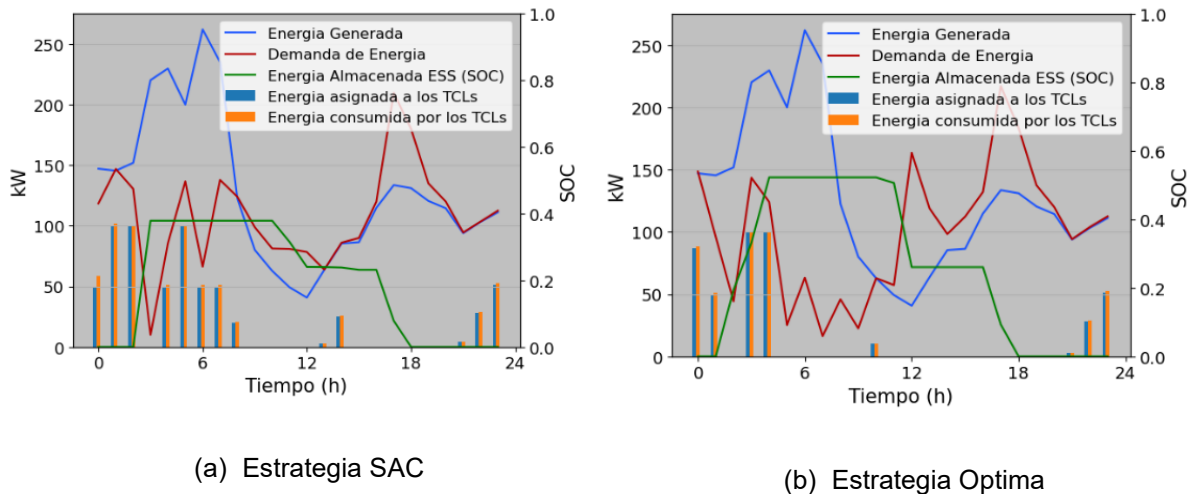 Energia Generada
Demanda de Energia
Energia Almacenada ESS (SOC)
Energia asignada a los TCLs
Energia consumida por los TCLs
250
200
150
100
50
0
kW
1.0
0.8
0.6
0.4
0.2
0.0
SOC
0
6
12
18
24
Tiempo (h)
(a) Estrategia SAC
Energia Generada
Demanda de Energia
Energia Almacenada ESS (SOC)
Energia asignada a los TCLs
Energia consumida por los TCLs
250
200
150
100
50
0
kW
1.0
0.8
0.6
0.4
0.2
0.0
SOC
0
6
12
18
24
Tiempo (h)
(b) Estrategia Optima